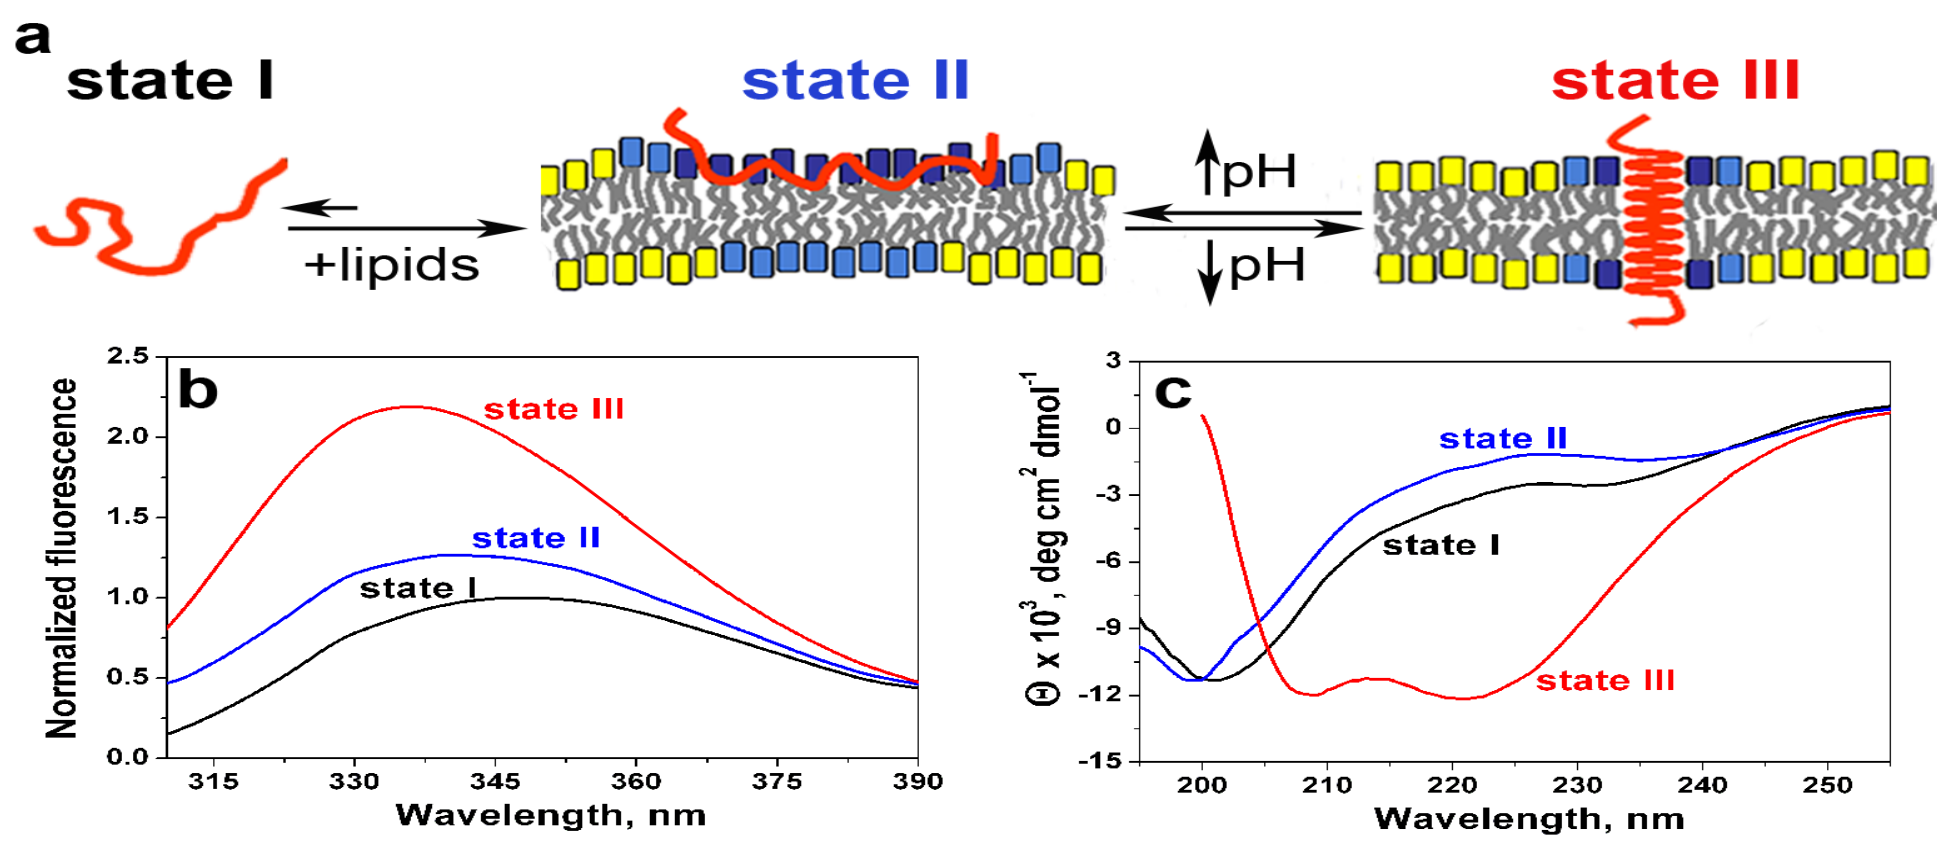 a
state I
state II
state III
+lipids
↑pH
↓pH
b
Normalized fluorescence
2.5
2.0
1.5
1.0
0.5
0.0
state III
state II
state I
315 330 345 360 375 390
Wavelength, nm
c
Θ x 10³, deg cm² dmol⁻¹
3
0
-3
-6
-9
-12
-15
state II
state I
state III
200 210 220 230 240 250
Wavelength, nm